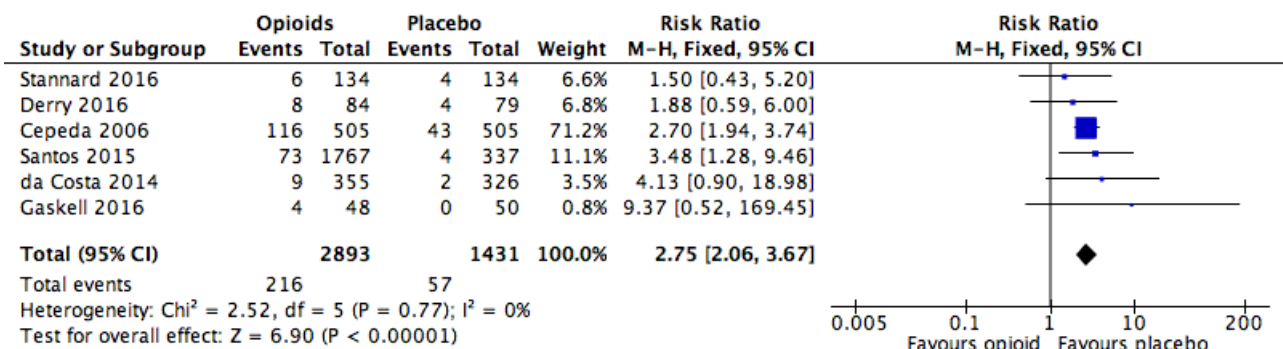 Opioids Placebo Risk Ratio Risk Ratio
Study or Subgroup Events Total Events Total Weight M-H, Fixed, 95% CI M-H, Fixed, 95% CI
Stannard 2016 6 134 4 134 6.6% 1.50 [0.43, 5.20]
Derry 2016 8 84 4 79 6.8% 1.88 [0.59, 6.00]
Cepeda 2006 116 505 43 505 71.2% 2.70 [1.94, 3.74]
Santos 2015 73 1767 4 337 11.1% 3.48 [1.28, 9.46]
da Costa 2014 9 355 2 326 3.5% 4.13 [0.90, 18.98]
Gaskell 2016 4 48 0 50 0.8% 9.37 [0.52, 169.45]
Total (95% CI) 2893 1431 100.0% 2.75 [2.06, 3.67]
Total events 216 57
Heterogeneity: Chi² = 2.52, df = 5 (P = 0.77); I² = 0%
Test for overall effect: Z = 6.90 (P < 0.00001)
0.005 0.1 1 10 200
Favours opioid Favours placebo